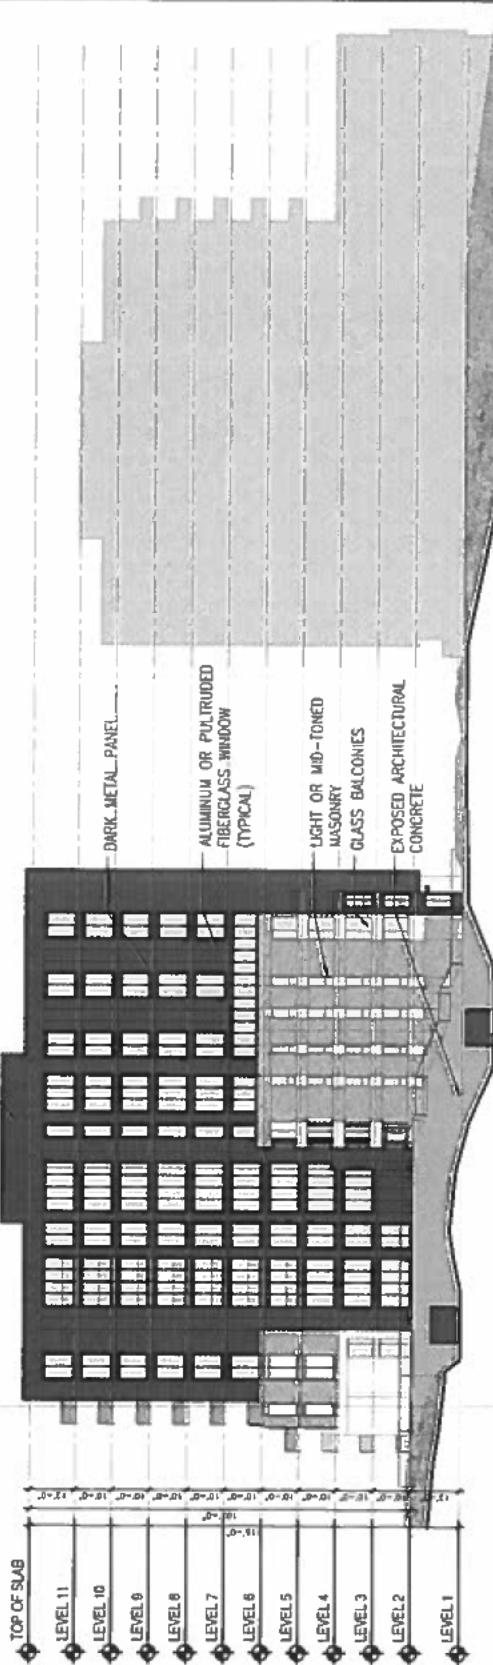 DARK METAL PANEL
ALUMINUM OR PULTRUDED
FIBERGLASS WINDOW
(TYPICAL)
LIGHT OR MID-TONED
MASONRY
GLASS BALCONIES
EXPOSED ARCHITECTURAL
CONCRETE
TOP OF SLAB
LEVEL 11
LEVEL 10
LEVEL 9
LEVEL 8
LEVEL 7
LEVEL 6
LEVEL 5
LEVEL 4
LEVEL 3
LEVEL 2
LEVEL 1